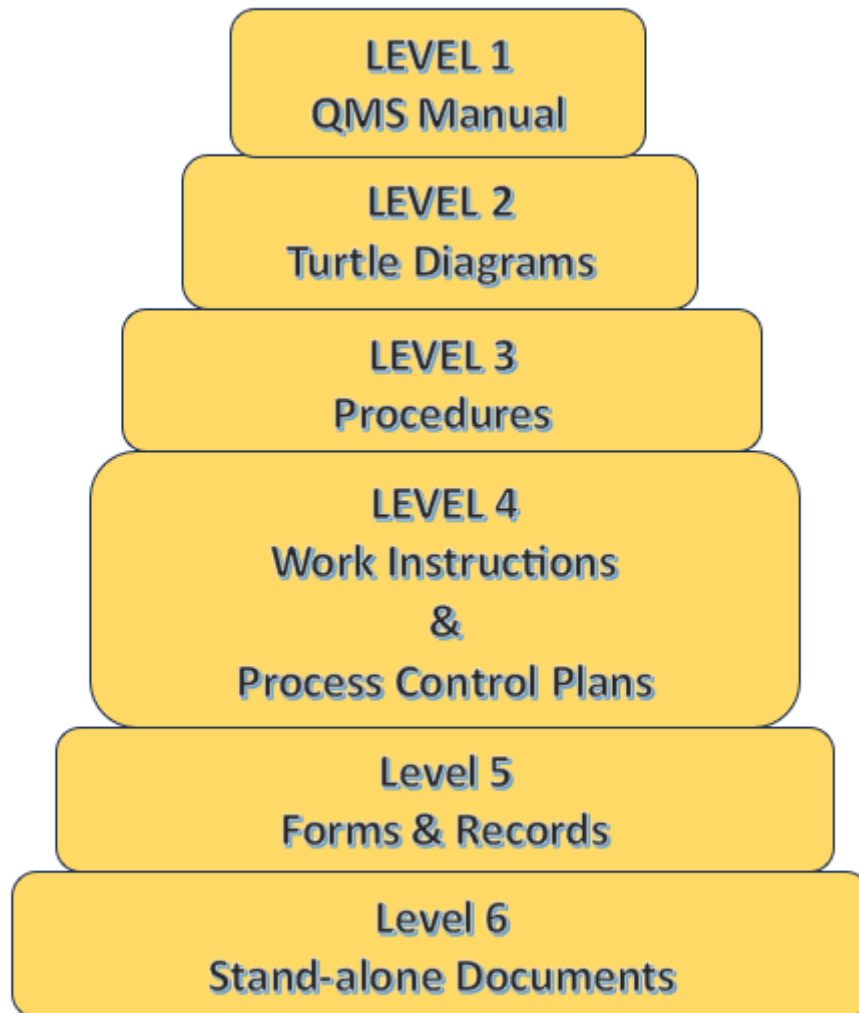 LEVEL 1
QMS Manual
LEVEL 2
Turtle Diagrams
LEVEL 3
Procedures
LEVEL 4
Work Instructions
&
Process Control Plans
Level 5
Forms & Records
Level 6
Stand-alone Documents